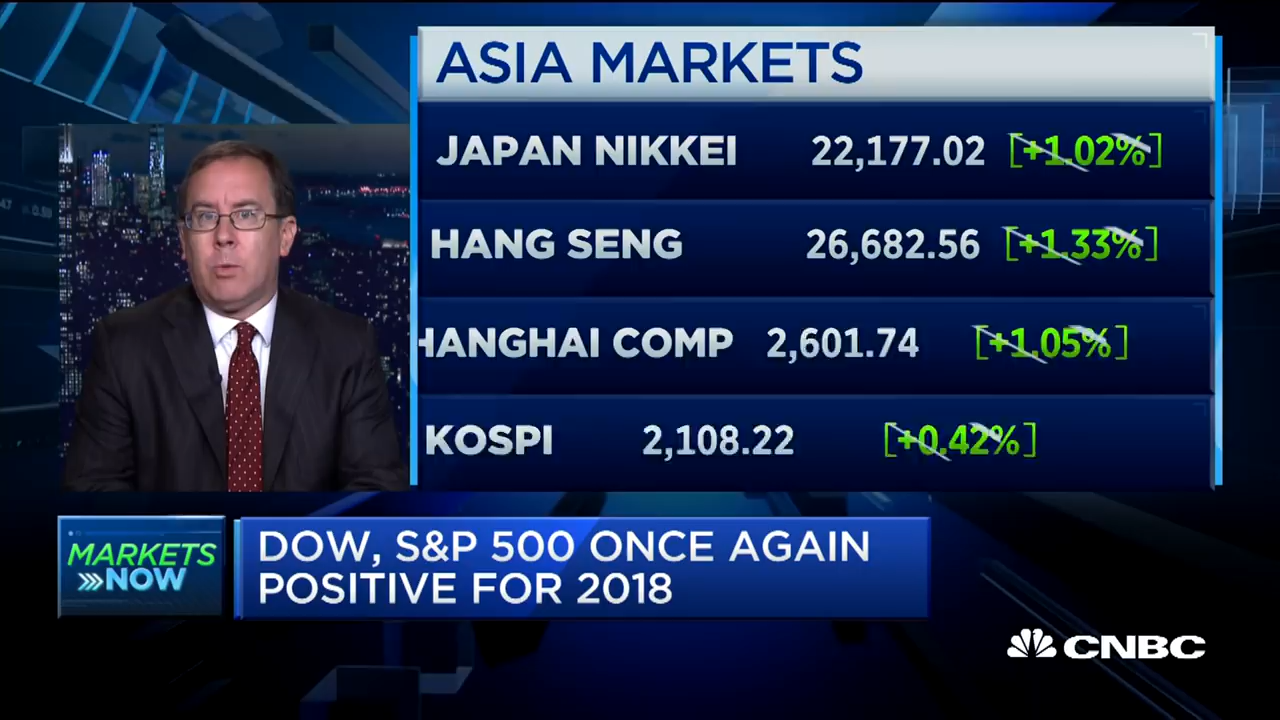 ASIA MARKETS
JAPAN NIKKEI 22,177.02 [+1.02%]
HANG SENG 26,682.56 [+1.33%]
HANGHAI COMP 2,601.74 [+1.05%]
KOSPI 2,108.22 [+0.42%]
MARKETS
NOW
DOW, S&P 500 ONCE AGAIN
POSITIVE FOR 2018
CNBC